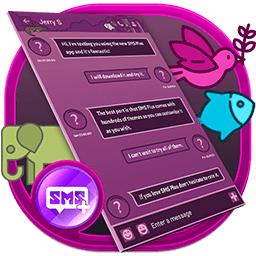 Jerry S
Hi, I'm texting you using the new SMS Plus
app and it's fantastic!
I will download it and try it.
The best part is that SMS Plus comes with
hundreds of themes so you can customize it
as you wish.
I can't wait to try all of them.
If you love SMS Plus don't hesitate to rate it.
Enter a message
SMS